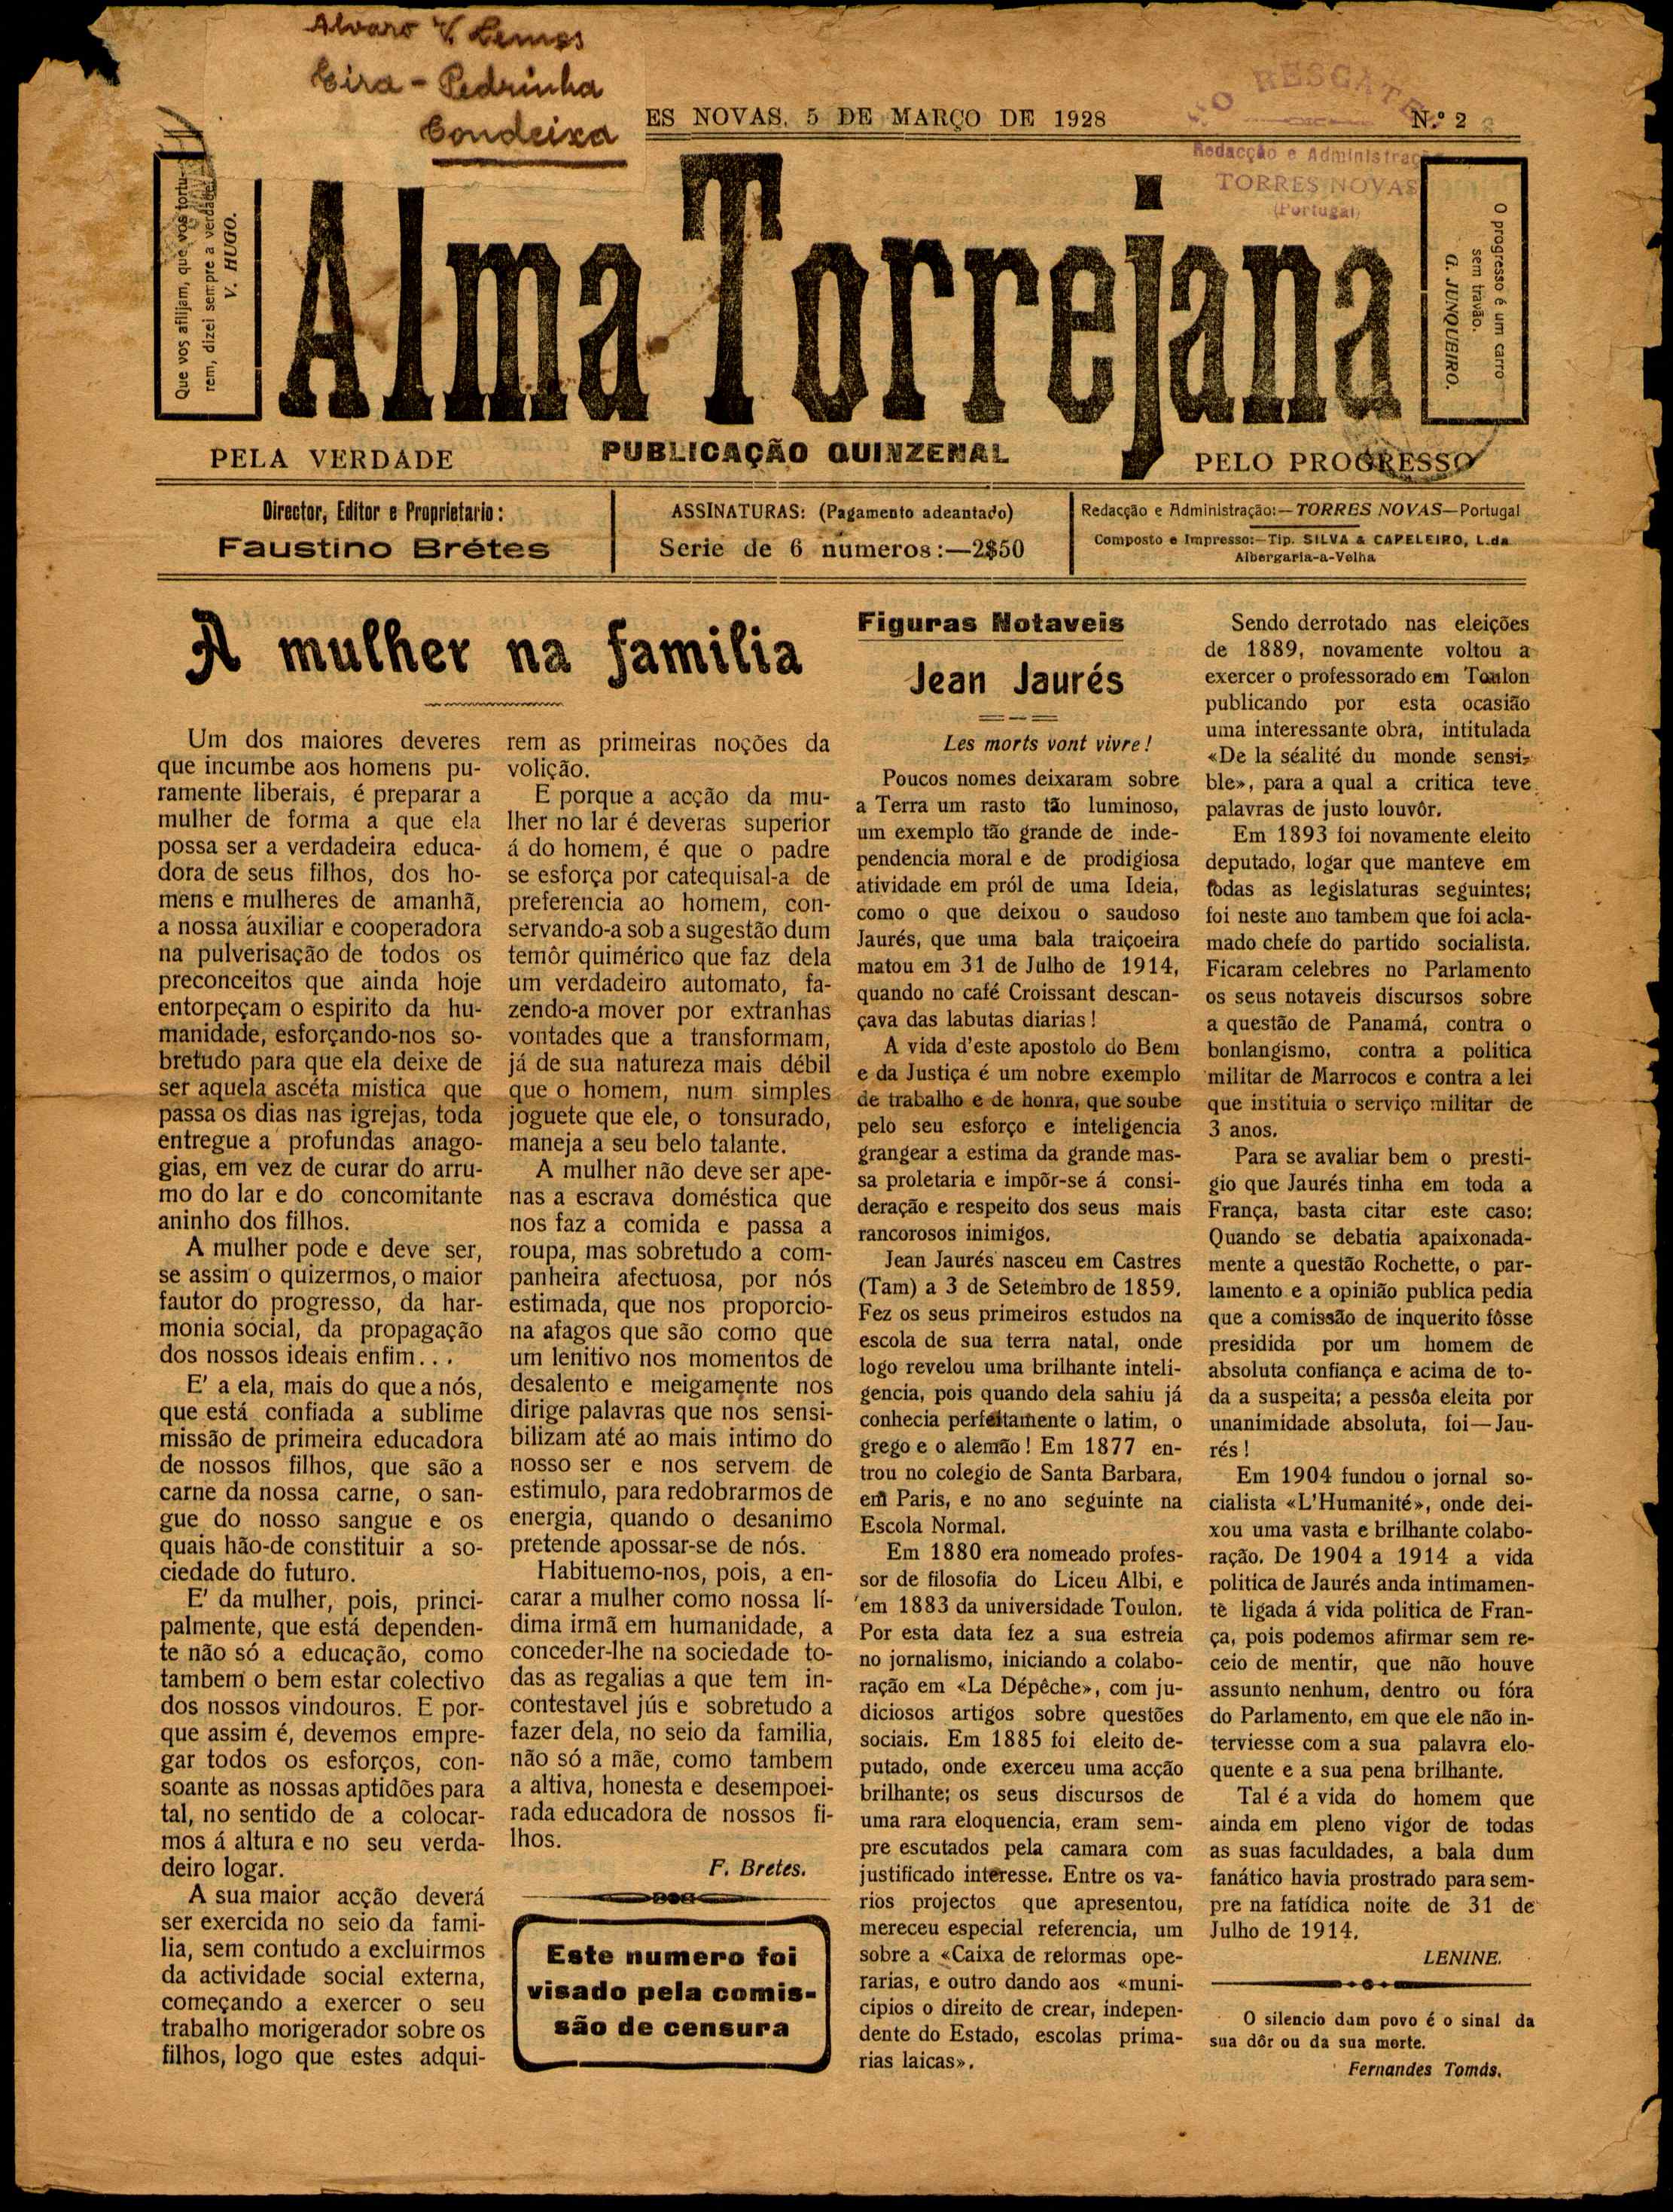 Alvaro V. Lemos
Eira - Pedrinha
Condeixa
ES NOVAS, 5 DE MARÇO DE 1928
N.º 2
"O RESGATE
Redacção e Administração
TORRES NOVAS
(Portugal)
Que vos aflijam, que vos tortu-
rem, dizei sempre a verdade.
V. HUGO.
Alma Torrejana
O progresso é um carro
sem travão.
G. JUNQUEIRO.
PELA VERDADE
PUBLICAÇÃO QUINZENAL
PELO PROGRESSO
Director, Editor e Proprietario:
Faustino Brétes
ASSINATURAS: (Pagamento adeantado)
Serie de 6 numeros:—2$50
Redacção e Administração:—TORRES NOVAS—Portugal
Composto e Impresso:—Tip. SILVA & CAPELEIRO, L.da
Albergaria-a-Velha
A mulher na familia
Um dos maiores deveres
que incumbe aos homens pu-
ramente liberais, é preparar a
mulher de forma a que ela
possa ser a verdadeira educa-
dora de seus filhos, dos ho-
mens e mulheres de amanhã,
a nossa auxiliar e cooperadora
na pulverisação de todos os
preconceitos que ainda hoje
entorpeçam o espirito da hu-
manidade, esforçando-nos so-
bretudo para que ela deixe de
ser aquela ascéta mistica que
passa os dias nas igrejas, toda
entregue a profundas anago-
gias, em vez de curar do arru-
mo do lar e do concomitante
aninho dos filhos.
A mulher pode e deve ser,
se assim o quizermos, o maior
fautor do progresso, da har-
monia social, da propagação
dos nossos ideais enfim...
E' a ela, mais do que a nós,
que está confiada a sublime
missão de primeira educadora
de nossos filhos, que são a
carne da nossa carne, o san-
gue do nosso sangue e os
quais hão-de constituir a so-
ciedade do futuro.
E' da mulher, pois, princi-
palmente, que está dependen-
te não só a educação, como
tambem o bem estar colectivo
dos nossos vindouros. E por-
que assim é, devemos empre-
gar todos os esforços, con-
soante as nossas aptidões para
tal, no sentido de a colocar-
mos á altura e no seu verda-
deiro logar.
A sua maior acção deverá
ser exercida no seio da fami-
lia, sem contudo a excluirmos
da actividade social externa,
começando a exercer o seu
trabalho morigerador sobre os
filhos, logo que estes adqui-
rem as primeiras noções da
volição.
E porque a acção da mu-
lher no lar é deveras superior
á do homem, é que o padre
se esforça por catequisal-a de
preferencia ao homem, con-
servando-a sob a sugestão dum
temôr quimérico que faz dela
um verdadeiro automato, fa-
zendo-a mover por extranhas
vontades que a transformam,
já de sua natureza mais débil
que o homem, num simples
joguete que ele, o tonsurado,
maneja a seu belo talante.
A mulher não deve ser ape-
nas a escrava doméstica que
nos faz a comida e passa a
roupa, mas sobretudo a com-
panheira afectuosa, por nós
estimada, que nos proporcio-
na afagos que são como que
um lenitivo nos momentos de
desalento e meigamente nos
dirige palavras que nos sensi-
bilizam até ao mais intimo do
nosso ser e nos servem de
estimulo, para redobrarmos de
energia, quando o desanimo
pretende apossar-se de nós.
Habituemo-nos, pois, a en-
carar a mulher como nossa lí-
dima irmã em humanidade, a
conceder-lhe na sociedade to-
das as regalias a que tem in-
contestavel jús e sobretudo a
fazer dela, no seio da familia,
não só a mãe, como tambem
a altiva, honesta e desempoei-
rada educadora de nossos fi-
lhos.
F. Bretes.
Este numero foi
visado pela comis-
são de censura
Figuras Notaveis
Jean Jaurés
Les morts vont vivre!
Poucos nomes deixaram sobre
a Terra um rasto tão luminoso,
um exemplo tão grande de inde-
pendencia moral e de prodigiosa
atividade em pról de uma Ideia,
como o que deixou o saudoso
Jaurés, que uma bala traiçoeira
matou em 31 de Julho de 1914,
quando no café Croissant descan-
çava das labutas diarias!
A vida d'este apostolo do Bem
e da Justiça é um nobre exemplo
de trabalho e de honra, que soube
pelo seu esforço e inteligencia
grangear a estima da grande mas-
sa proletaria e impôr-se á consi-
deração e respeito dos seus mais
rancorosos inimigos.
Jean Jaurés nasceu em Castres
(Tam) a 3 de Setembro de 1859.
Fez os seus primeiros estudos na
escola de sua terra natal, onde
logo revelou uma brilhante inteli-
gencia, pois quando dela sahiu já
conhecia perfeitamente o latim, o
grego e o alemão! Em 1877 en-
trou no colegio de Santa Barbara,
em Paris, e no ano seguinte na
Escola Normal.
Em 1880 era nomeado profes-
sor de filosofia do Liceu Albi, e
em 1883 da universidade Toulon.
Por esta data fez a sua estreia
no jornalismo, iniciando a colabo-
ração em «La Dépêche», com ju-
diciosos artigos sobre questões
sociais. Em 1885 foi eleito de-
putado, onde exerceu uma acção
brilhante; os seus discursos de
uma rara eloquencia, eram sem-
pre escutados pela camara com
justificado interesse. Entre os va-
rios projectos que apresentou,
mereceu especial referencia, um
sobre a «Caixa de reformas ope-
rarias, e outro dando aos «muni-
cipios o direito de crear, indepen-
dente do Estado, escolas prima-
rias laicas».
Sendo derrotado nas eleições
de 1889, novamente voltou a
exercer o professorado em Toulon
publicando por esta ocasião
uma interessante obra, intitulada
«De la séalité du monde sensi-
ble», para a qual a critica teve
palavras de justo louvôr.
Em 1893 foi novamente eleito
deputado, logar que manteve em
todas as legislaturas seguintes;
foi neste ano tambem que foi acla-
mado chefe do partido socialista.
Ficaram celebres no Parlamento
os seus notaveis discursos sobre
a questão de Panamá, contra o
bonlangismo, contra a politica
militar de Marrocos e contra a lei
que instituia o serviço militar de
3 anos.
Para se avaliar bem o presti-
gio que Jaurés tinha em toda a
França, basta citar este caso:
Quando se debatia apaixonada-
mente a questão Rochette, o par-
lamento e a opinião publica pedia
que a comissão de inquerito fôsse
presidida por um homem de
absoluta confiança e acima de to-
da a suspeita; a pessôa eleita por
unanimidade absoluta, foi—Jau-
rés!
Em 1904 fundou o jornal so-
cialista «L'Humanité», onde dei-
xou uma vasta e brilhante colabo-
ração. De 1904 a 1914 a vida
politica de Jaurés anda intimamen-
te ligada á vida politica de Fran-
ça, pois podemos afirmar sem re-
ceio de mentir, que não houve
assunto nenhum, dentro ou fóra
do Parlamento, em que ele não in-
terviesse com a sua palavra elo-
quente e a sua pena brilhante.
Tal é a vida do homem que
ainda em pleno vigor de todas
as suas faculdades, a bala dum
fanático havia prostrado para sem-
pre na fatídica noite de 31 de
Julho de 1914.
LENINE.
O silencio dum povo é o sinal da
sua dôr ou da sua morte.
Fernandes Tomás.